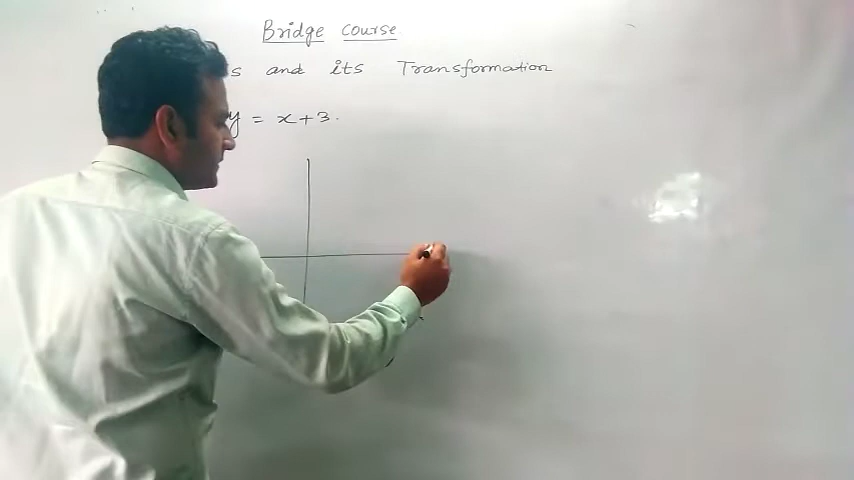 Bridge course
and its Transformation
y = x + 3.